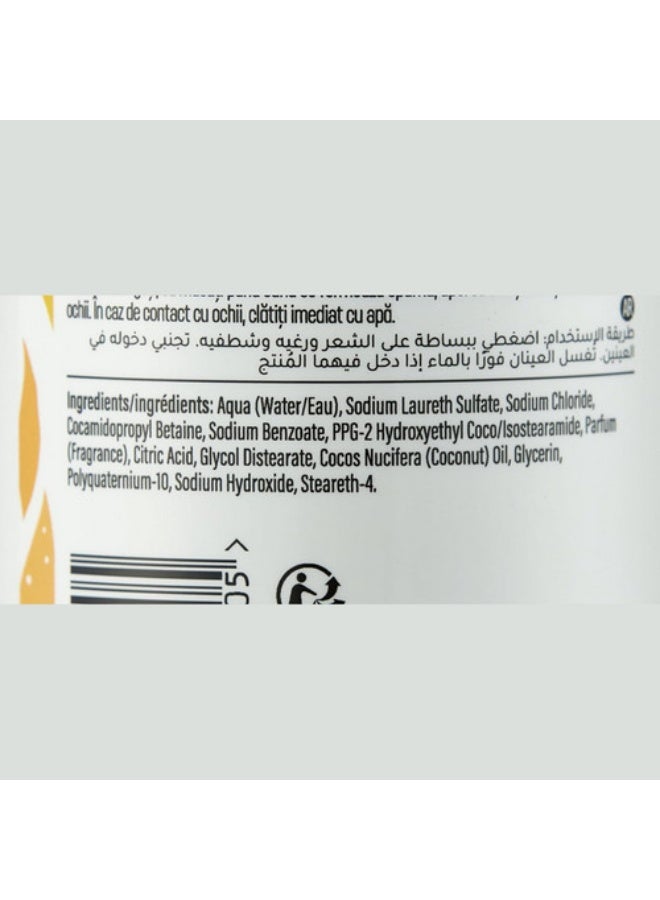 ochii. În caz de contact cu ochii, clătiți imediat cu apă.
AR
طريقة الإستخدام: اضغطي ببساطة على الشعر ورغيه وشطفيه. تجنبي دخوله في
العينين. تغسل العينان فورًا بالماء إذا دخل فيهما المُنتج
Ingredients/ingrédients: Aqua (Water/Eau), Sodium Laureth Sulfate, Sodium Chloride,
Cocamidopropyl Betaine, Sodium Benzoate, PPG-2 Hydroxyethyl Coco/Isostearamide, Parfum
(Fragrance), Citric Acid, Glycol Distearate, Cocos Nucifera (Coconut) Oil, Glycerin,
Polyquaternium-10, Sodium Hydroxide, Steareth-4.
05 >